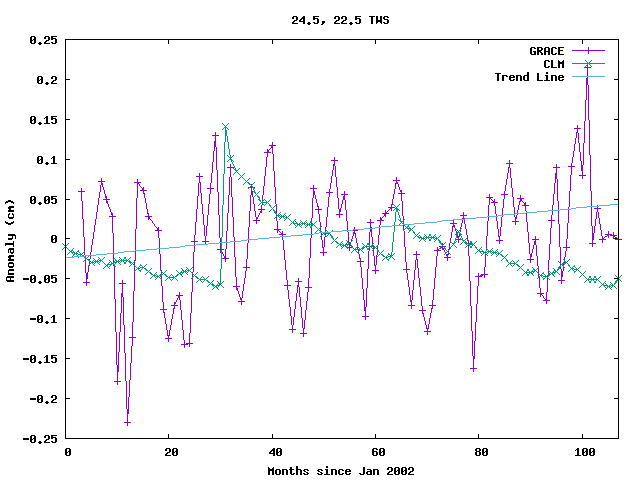 24.5, 22.5 TWS
GRACE
CLM
Trend Line
0.25
0.2
0.15
0.1
0.05
0
-0.05
-0.1
-0.15
-0.2
-0.25
Anomaly (cm)
0 20 40 60 80 100
Months since Jan 2002